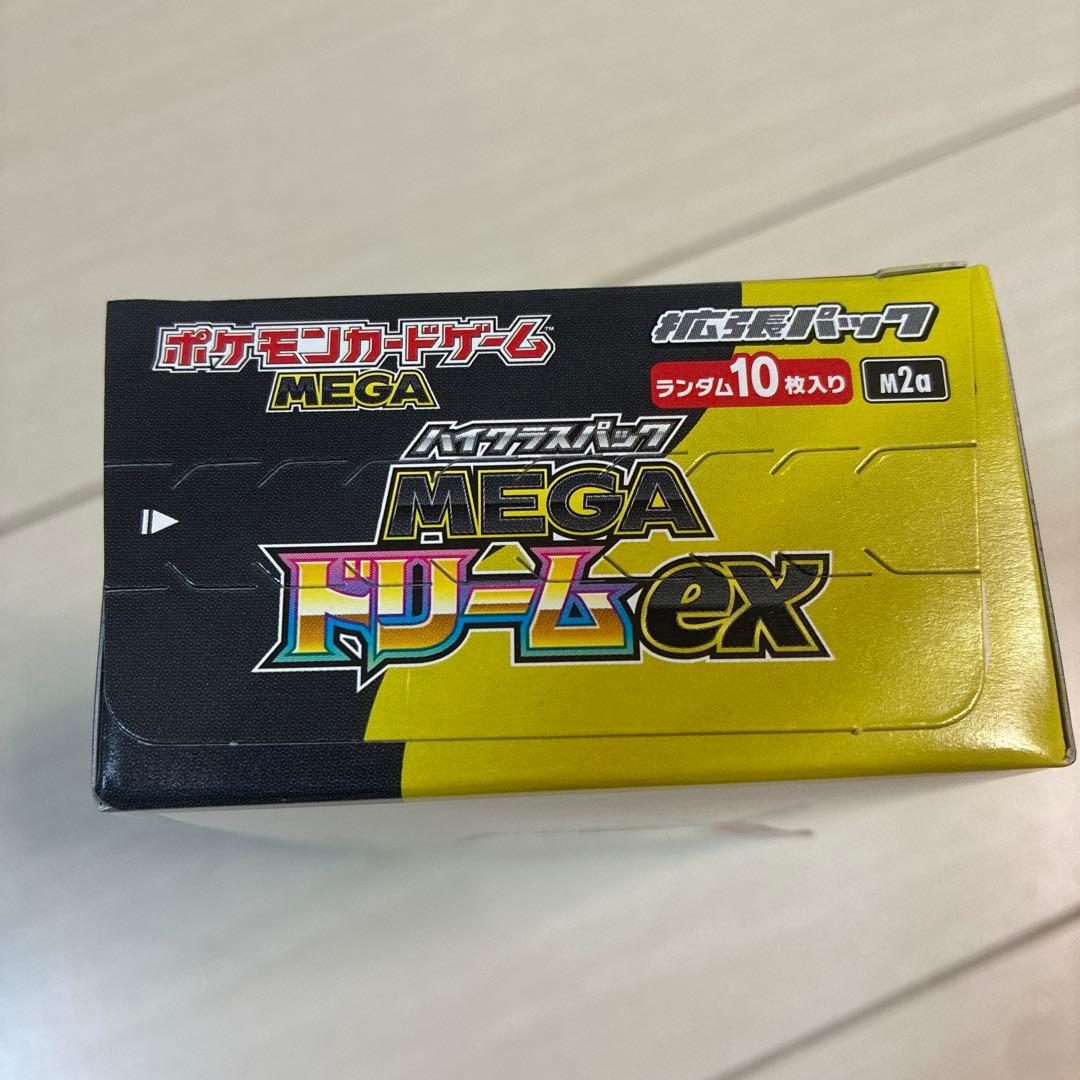 ポケモンカードゲーム™
MEGA
拡張パック
ランダム10枚入り
M2a
ハイクラスパック
MEGA
ドリームex